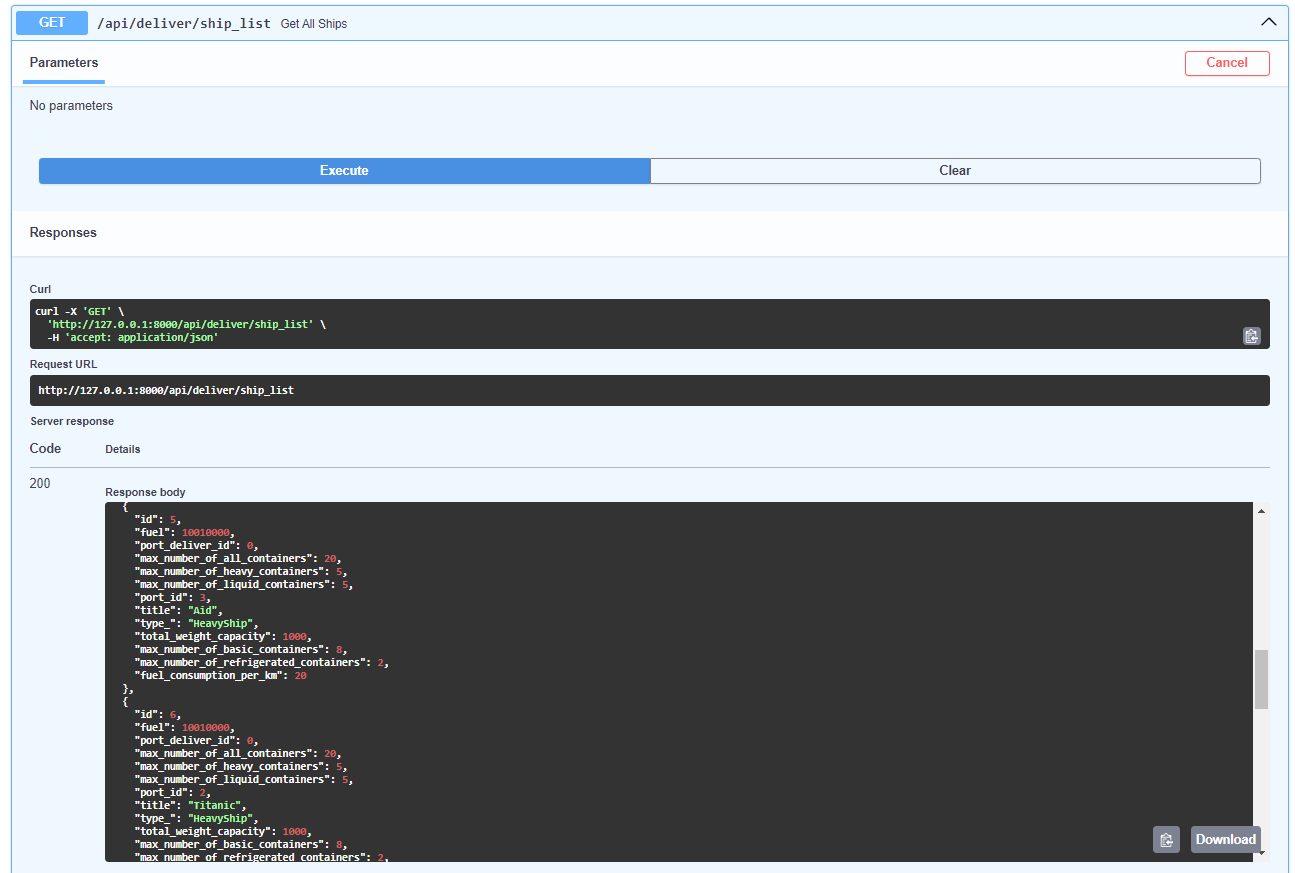 GET /api/deliver/ship_list Get All Ships
Parameters
Cancel
No parameters
Execute
Clear
Responses
Curl
curl -X 'GET' \
'http://127.0.0.1:8000/api/deliver/ship_list' \
-H 'accept: application/json'
Request URL
http://127.0.0.1:8000/api/deliver/ship_list
Server response
Code Details
200
Response body
{
"id": 5,
"fuel": 10010000,
"port_deliver_id": 0,
"max_number_of_all_containers": 20,
"max_number_of_heavy_containers": 5,
"max_number_of_liquid_containers": 5,
"port_id": 3,
"title": "Aid",
"type_": "HeavyShip",
"total_weight_capacity": 1000,
"max_number_of_basic_containers": 8,
"max_number_of_refrigerated_containers": 2,
"fuel_consumption_per_km": 20
},
{
"id": 6,
"fuel": 10010000,
"port_deliver_id": 0,
"max_number_of_all_containers": 20,
"max_number_of_heavy_containers": 5,
"max_number_of_liquid_containers": 5,
"port_id": 2,
"title": "Titanic",
"type_": "HeavyShip",
"total_weight_capacity": 1000,
"max_number_of_basic_containers": 8,
"max_number_of_refrigerated_containers": 2,
Download